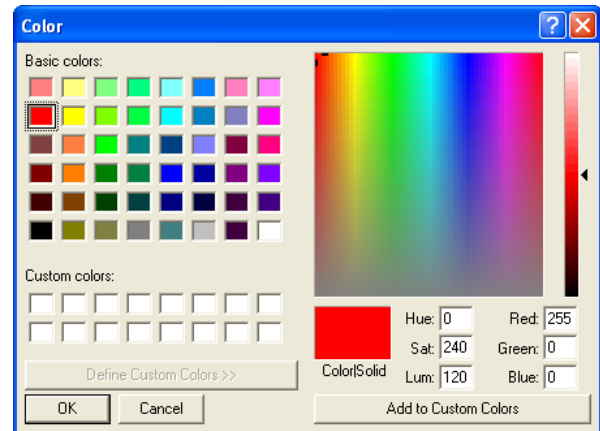 Color
Basic colors:
Custom colors:
Define Custom Colors >>
OK Cancel
Color|Solid
Hue: 0 Red: 255
Sat: 240 Green: 0
Lum: 120 Blue: 0
Add to Custom Colors